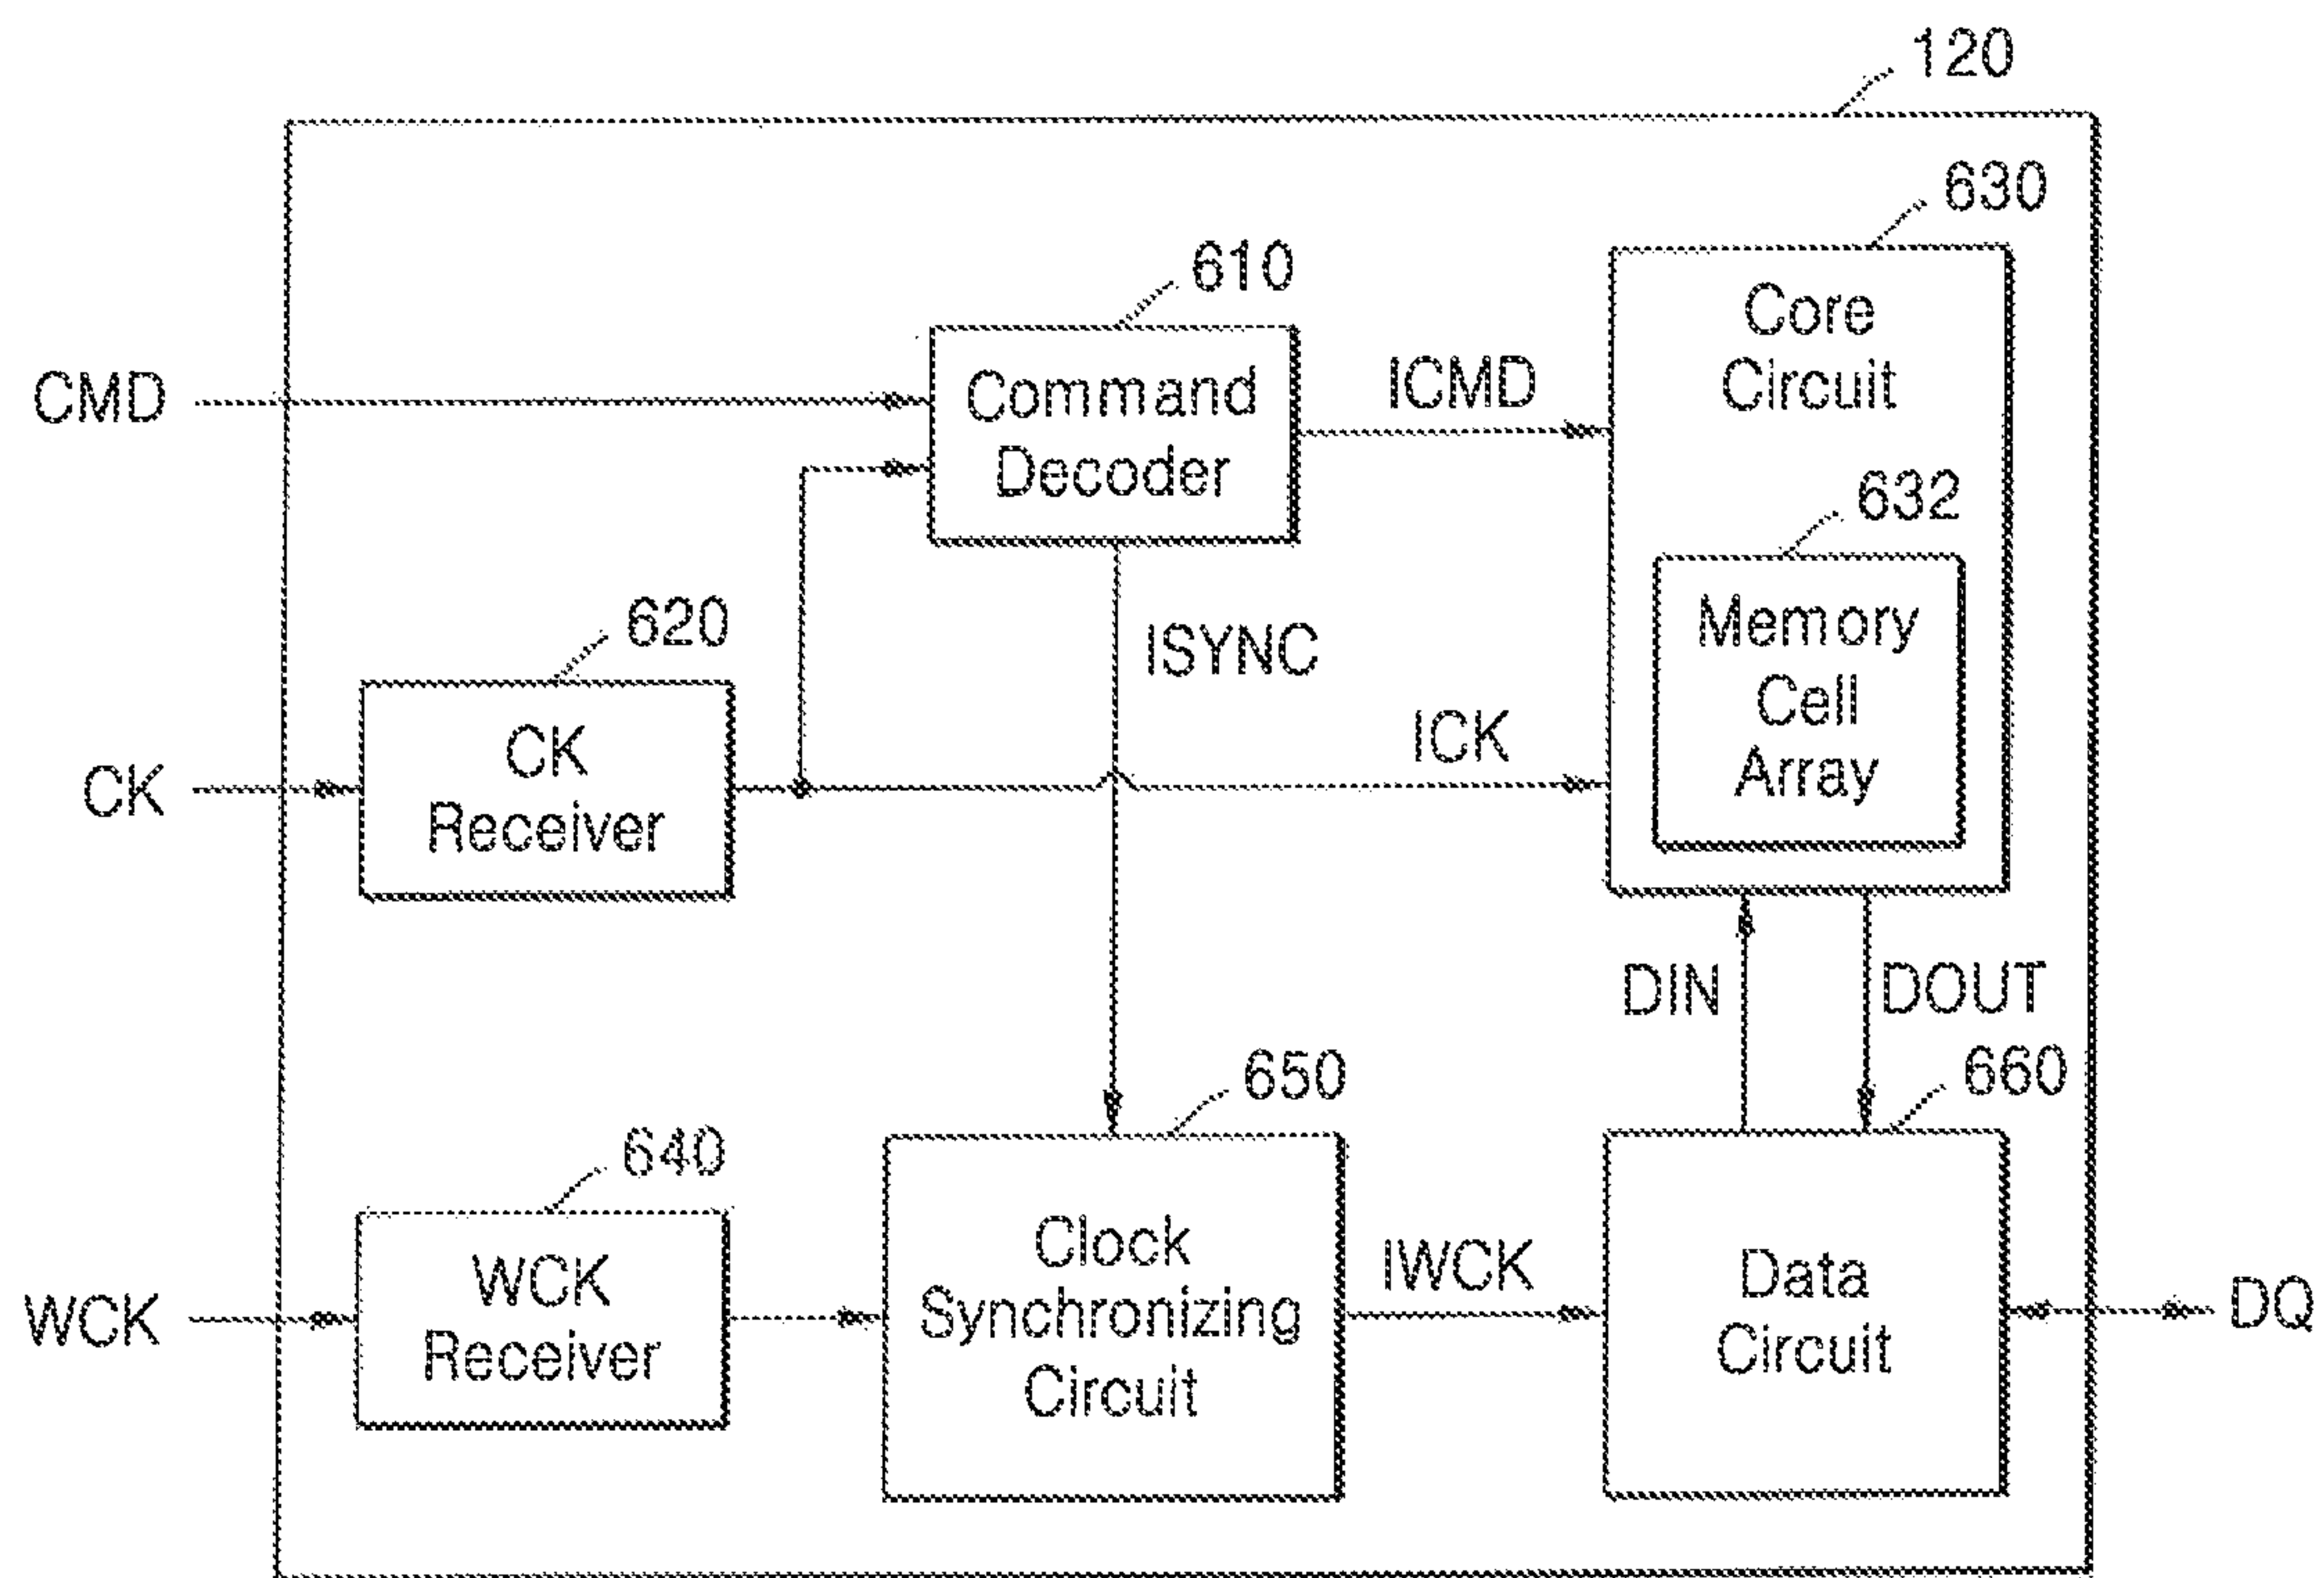 120
630
610
Core
Circuit
CMD
Command
Decoder
ICMD
632
Memory
Cell
Array
620
ISYNC
CK
CK
Receiver
ICK
DIN
DOUT
650
660
640
WCK
WCK
Receiver
Clock
Synchronizing
Circuit
IWCK
Data
Circuit
DQ